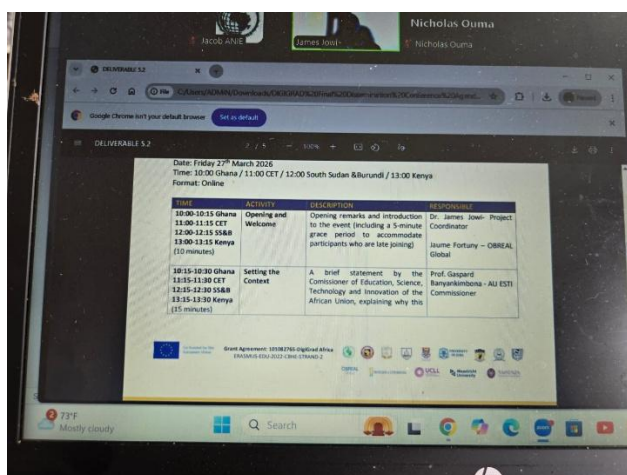 Nicholas Ouma
Jacob ANIE
James Jowi
Nicholas Ouma
DELIVERABLE 5.2
File
Google Chrome isn't your default browser
Set as default
DELIVERABLE 5.2
2 / 5
100%
Date: Friday 27th March 2026
Time: 10:00 Ghana / 11:00 CET / 12:00 South Sudan &Burundi / 13:00 Kenya
Format: Online
TIME ACTIVITY DESCRIPTION RESPONSIBLE
10:00-10:15 Ghana Opening and Opening remarks and introduction Dr. James Jowi- Project
11:00-11:15 CET Welcome to the event (including a 5-minute Coordinator
12:00-12:15 SS&B grace period to accommodate
13:00-13:15 Kenya participants who are late joining) Jaume Fortuny – OBREAL
(10 minutes) Global
10:15-10:30 Ghana Setting the A brief statement by the Prof. Gaspard
11:15-11:30 CET Context Comissioner of Education, Science, Banyankimbona - AU ESTI
12:15-12:30 SS&B Technology and Innovation of the Commissioner
13:15-13:30 Kenya African Union, explaining why this
(15 minutes)
Grant Agreement: 101082765-DigiGrad Africa
ERASMUS-EDU-2022-CBHE-STRAND-2
UCLL
2
73°F
Mostly cloudy
Search